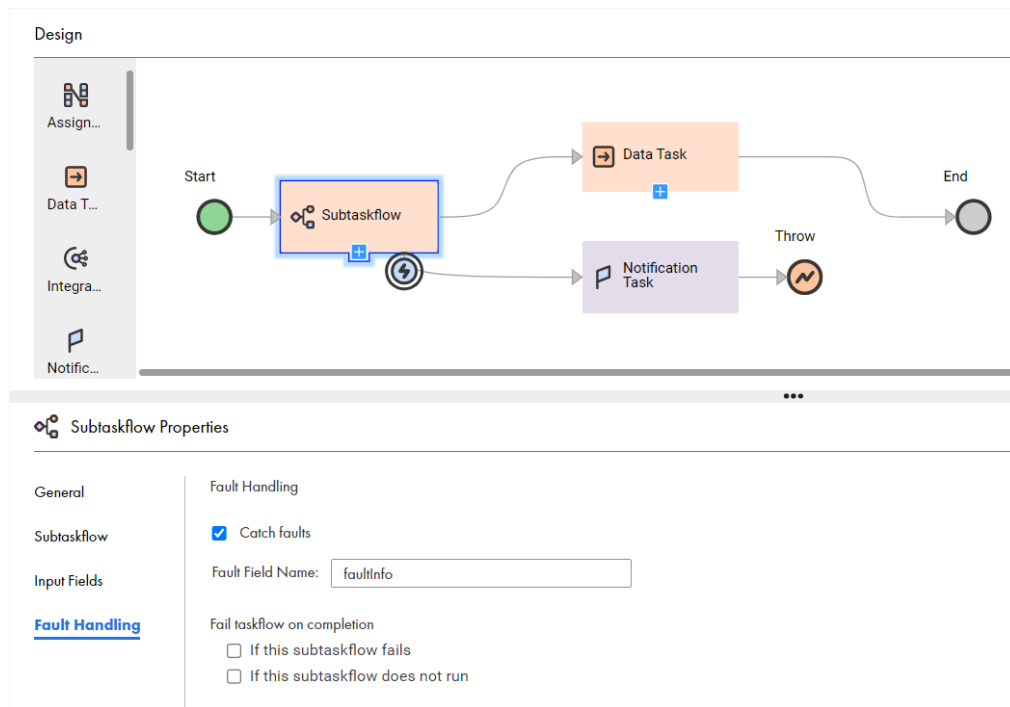 Design
Assign...
Data T...
Integra...
Notific...
Start
Subtaskflow
Data Task
Notification
Task
Throw
End
Subtaskflow Properties
General
Subtaskflow
Input Fields
Fault Handling
Fault Handling
Catch faults
Fault Field Name: faultInfo
Fail taskflow on completion
If this subtaskflow fails
If this subtaskflow does not run